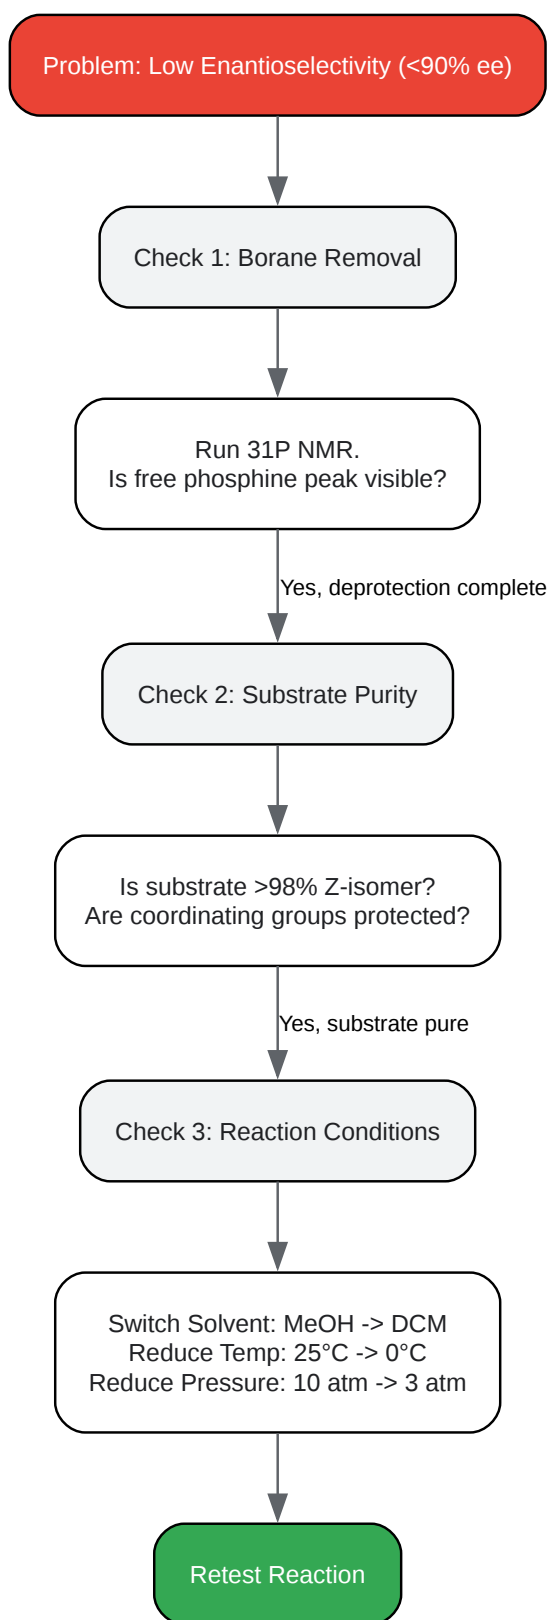 Problem: Low Enantioselectivity (<90% ee)
Check 1: Borane Removal
Run 31P NMR.
Is free phosphine peak visible?
Yes, deprotection complete
Check 2: Substrate Purity
Is substrate >98% Z-isomer?
Are coordinating groups protected?
Yes, substrate pure
Check 3: Reaction Conditions
Switch Solvent: MeOH -> DCM
Reduce Temp: 25°C -> 0°C
Reduce Pressure: 10 atm -> 3 atm
Retest Reaction